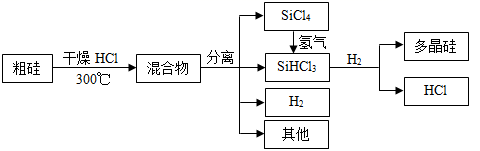 粗硅
干燥 HCl
300℃
混合物
分离
SiCl₄
氢气
SiHCl₃
H₂
其他
H₂
多晶硅
HCl